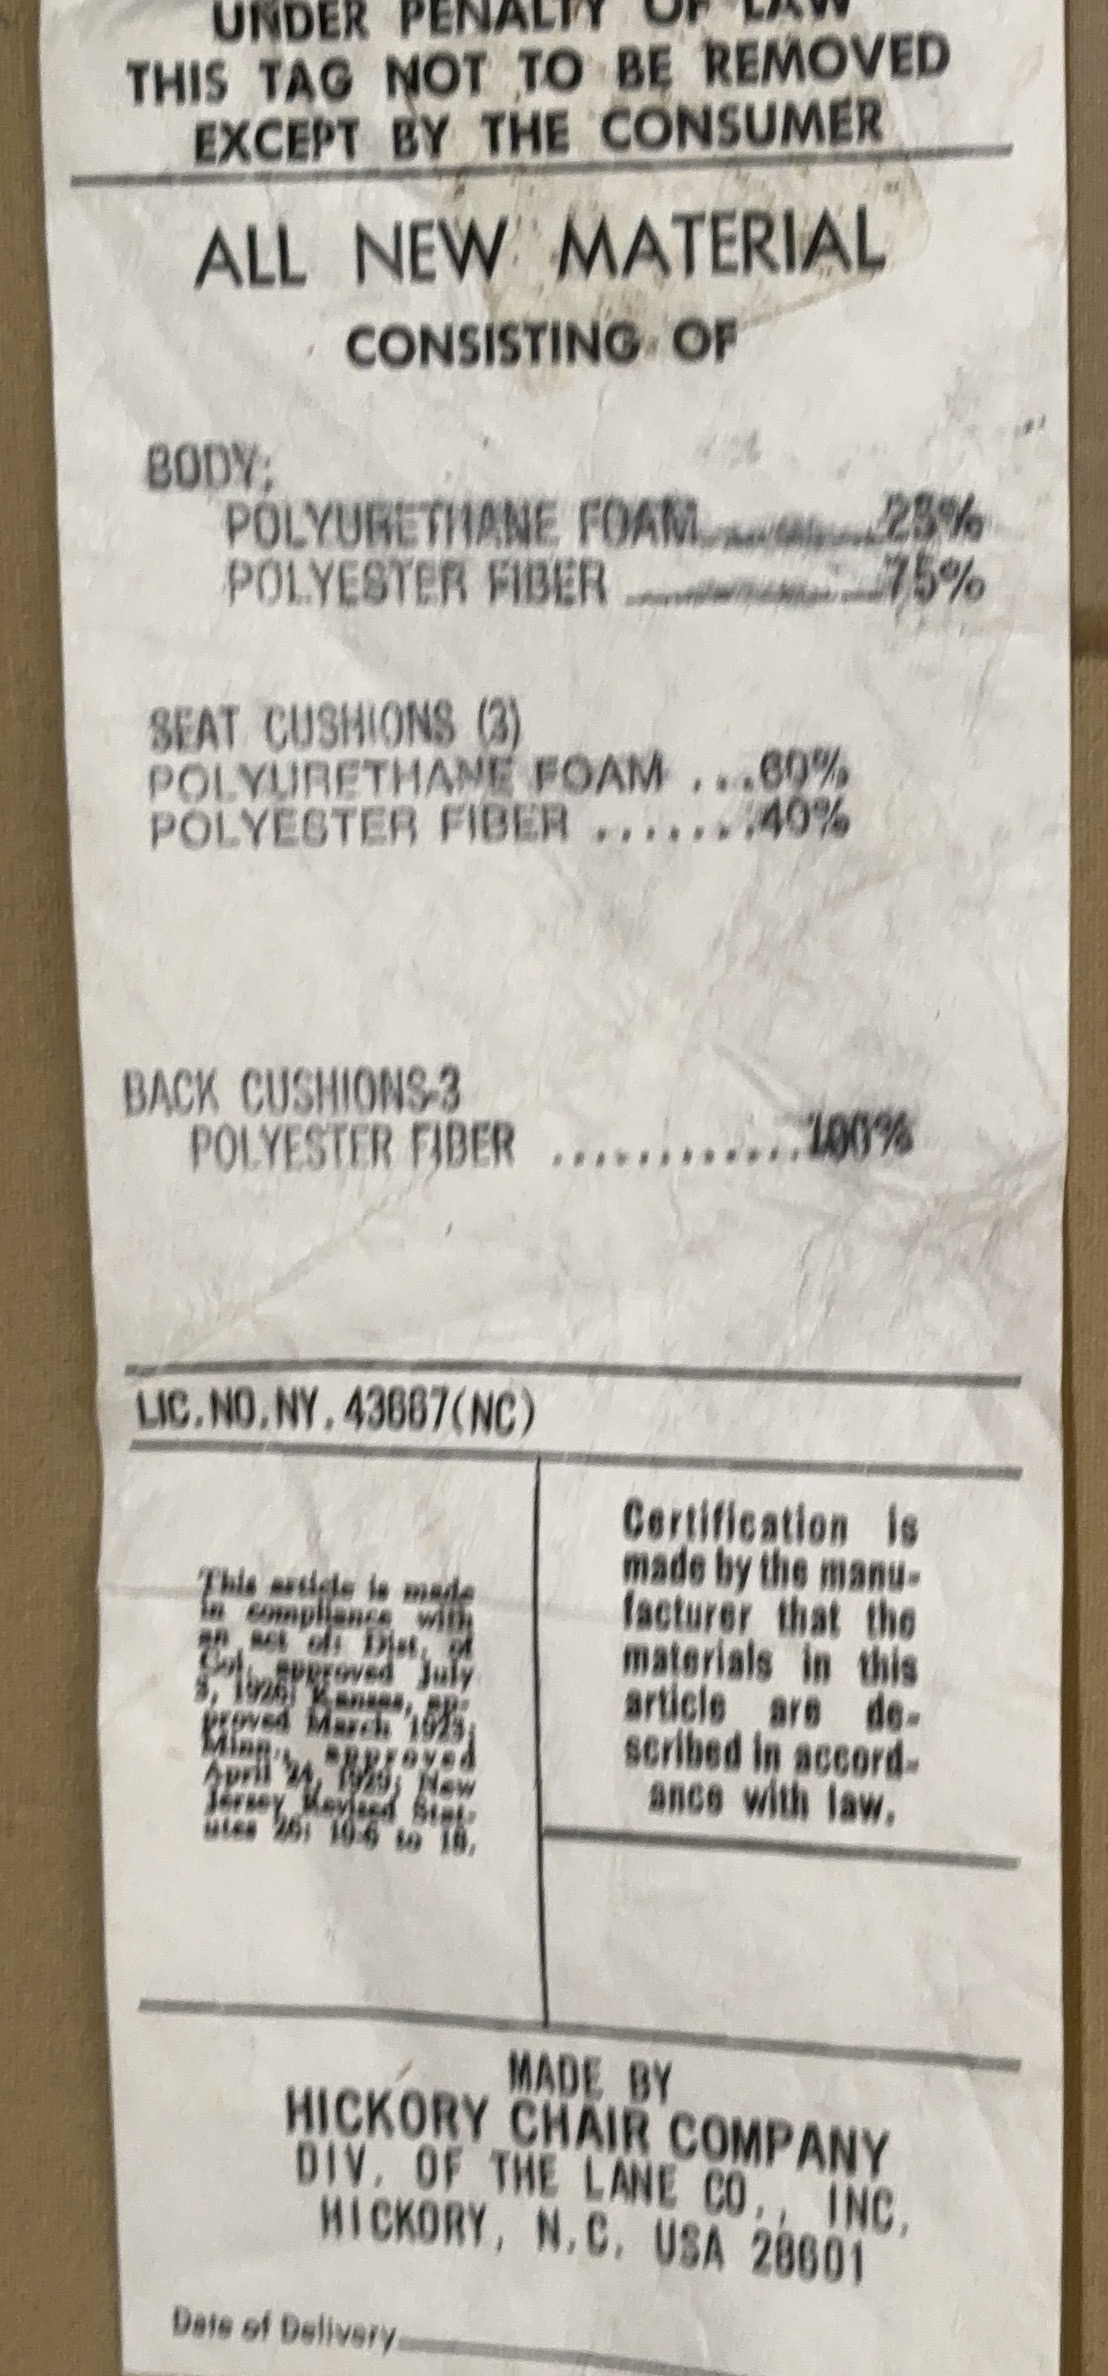 UNDER PENALTY OF LAW
THIS TAG NOT TO BE REMOVED
EXCEPT BY THE CONSUMER
ALL NEW MATERIAL
CONSISTING OF
BODY:
POLYURETHANE FOAM 25%
POLYESTER FIBER 75%
SEAT CUSHIONS (3)
POLYURETHANE FOAM ...60%
POLYESTER FIBER .......40%
BACK CUSHIONS-3
POLYESTER FIBER .............100%
LIC.NO.NY. 43667(NC)
This article is made
in compliance with
an act of: Dist. of
Col. approved July
3, 1926; Kansas, ap-
proved March 1923;
Minn., approved
April 24, 1929; New
Jersey Revised Stat-
utes 26: 10-6 to 18.
Certification is
made by the manu-
facturer that the
materials in this
article are de-
scribed in accord-
ance with law.
MADE BY
HICKORY CHAIR COMPANY
DIV. OF THE LANE CO., INC.
HICKORY, N.C. USA 28601
Date of Delivery